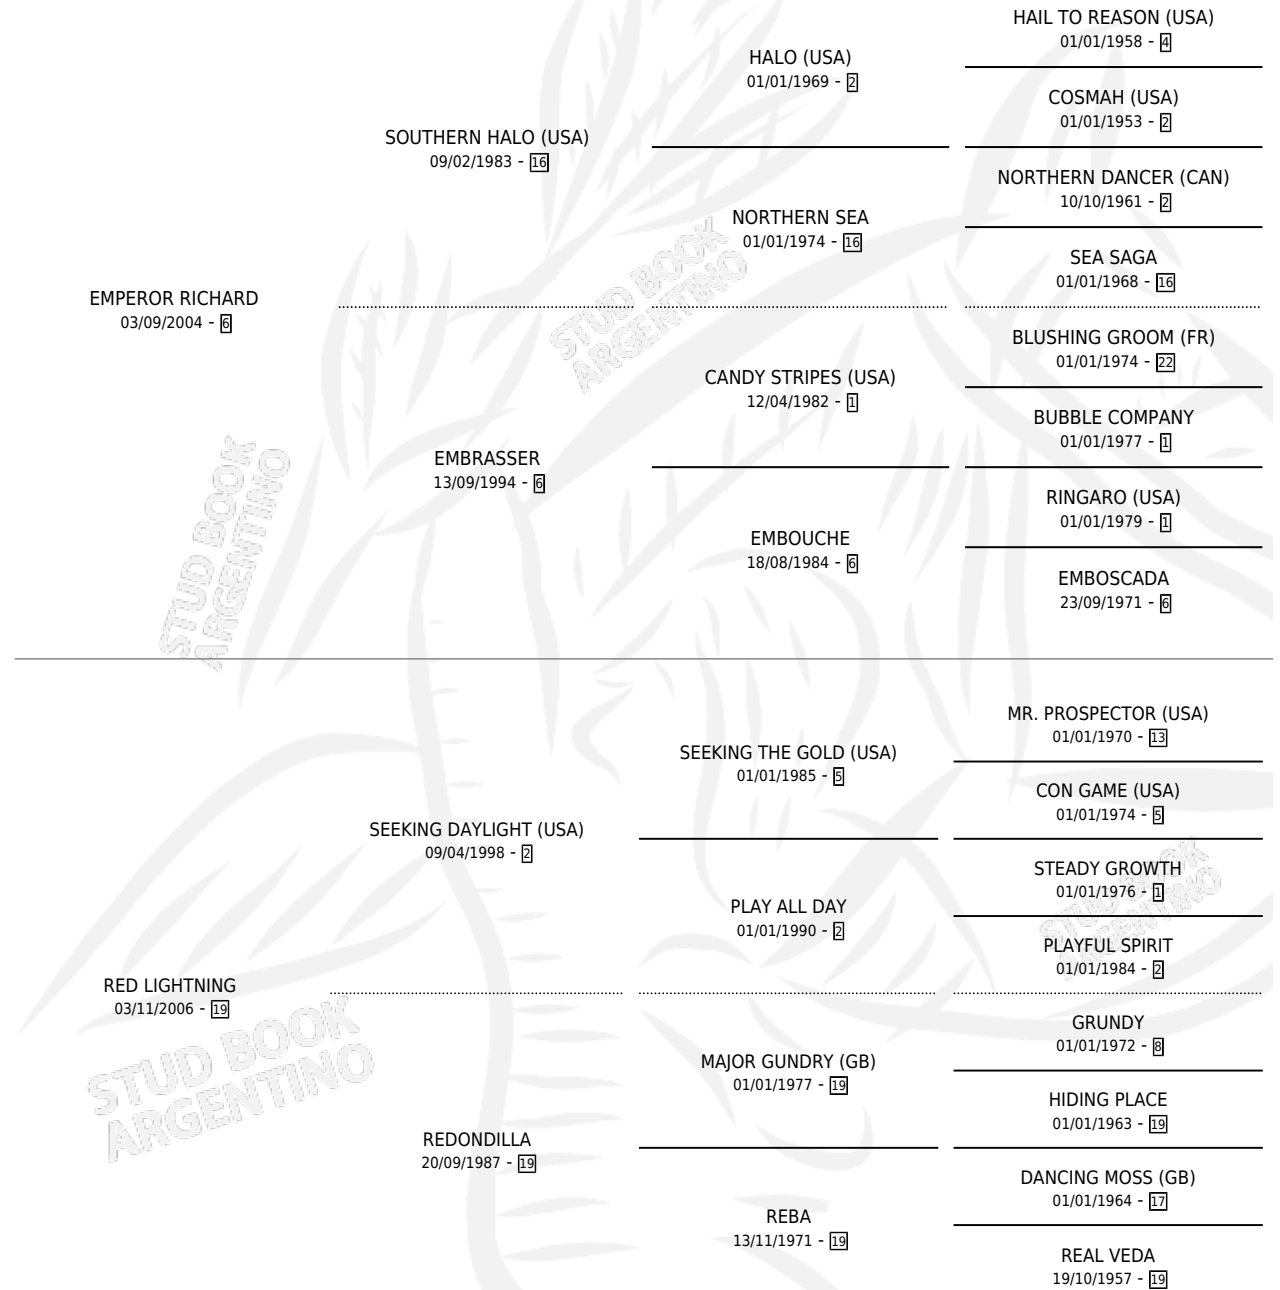 HAIL TO REASON (USA)
01/01/1958 - 4
HALO (USA)
01/01/1969 - 2
COSMAH (USA)
01/01/1953 - 2
SOUTHERN HALO (USA)
09/02/1983 - 16
NORTHERN DANCER (CAN)
10/10/1961 - 2
NORTHERN SEA
01/01/1974 - 16
SEA SAGA
01/01/1968 - 16
EMPEROR RICHARD
03/09/2004 - 6
BLUSHING GROOM (FR)
01/01/1974 - 22
CANDY STRIPES (USA)
12/04/1982 - 1
BUBBLE COMPANY
01/01/1977 - 1
EMBRASSER
13/09/1994 - 6
RINGARO (USA)
01/01/1979 - 1
EMBOUCHE
18/08/1984 - 6
EMBOSCADA
23/09/1971 - 6
STUD BOOK
ARGENTINO
STUD BOOK
ARGENTINO
MR. PROSPECTOR (USA)
01/01/1970 - 13
SEEKING THE GOLD (USA)
01/01/1985 - 5
CON GAME (USA)
01/01/1974 - 5
SEEKING DAYLIGHT (USA)
09/04/1998 - 2
STEADY GROWTH
01/01/1976 - 1
PLAY ALL DAY
01/01/1990 - 2
PLAYFUL SPIRIT
01/01/1984 - 2
RED LIGHTNING
03/11/2006 - 19
GRUNDY
01/01/1972 - 8
MAJOR GUNDRY (GB)
01/01/1977 - 19
HIDING PLACE
01/01/1963 - 19
REDONDILLA
20/09/1987 - 19
DANCING MOSS (GB)
01/01/1964 - 17
REBA
13/11/1971 - 19
REAL VEDA
19/10/1957 - 19
STUD BOOK
ARGENTINO
STUD BOOK
ARGENTINO